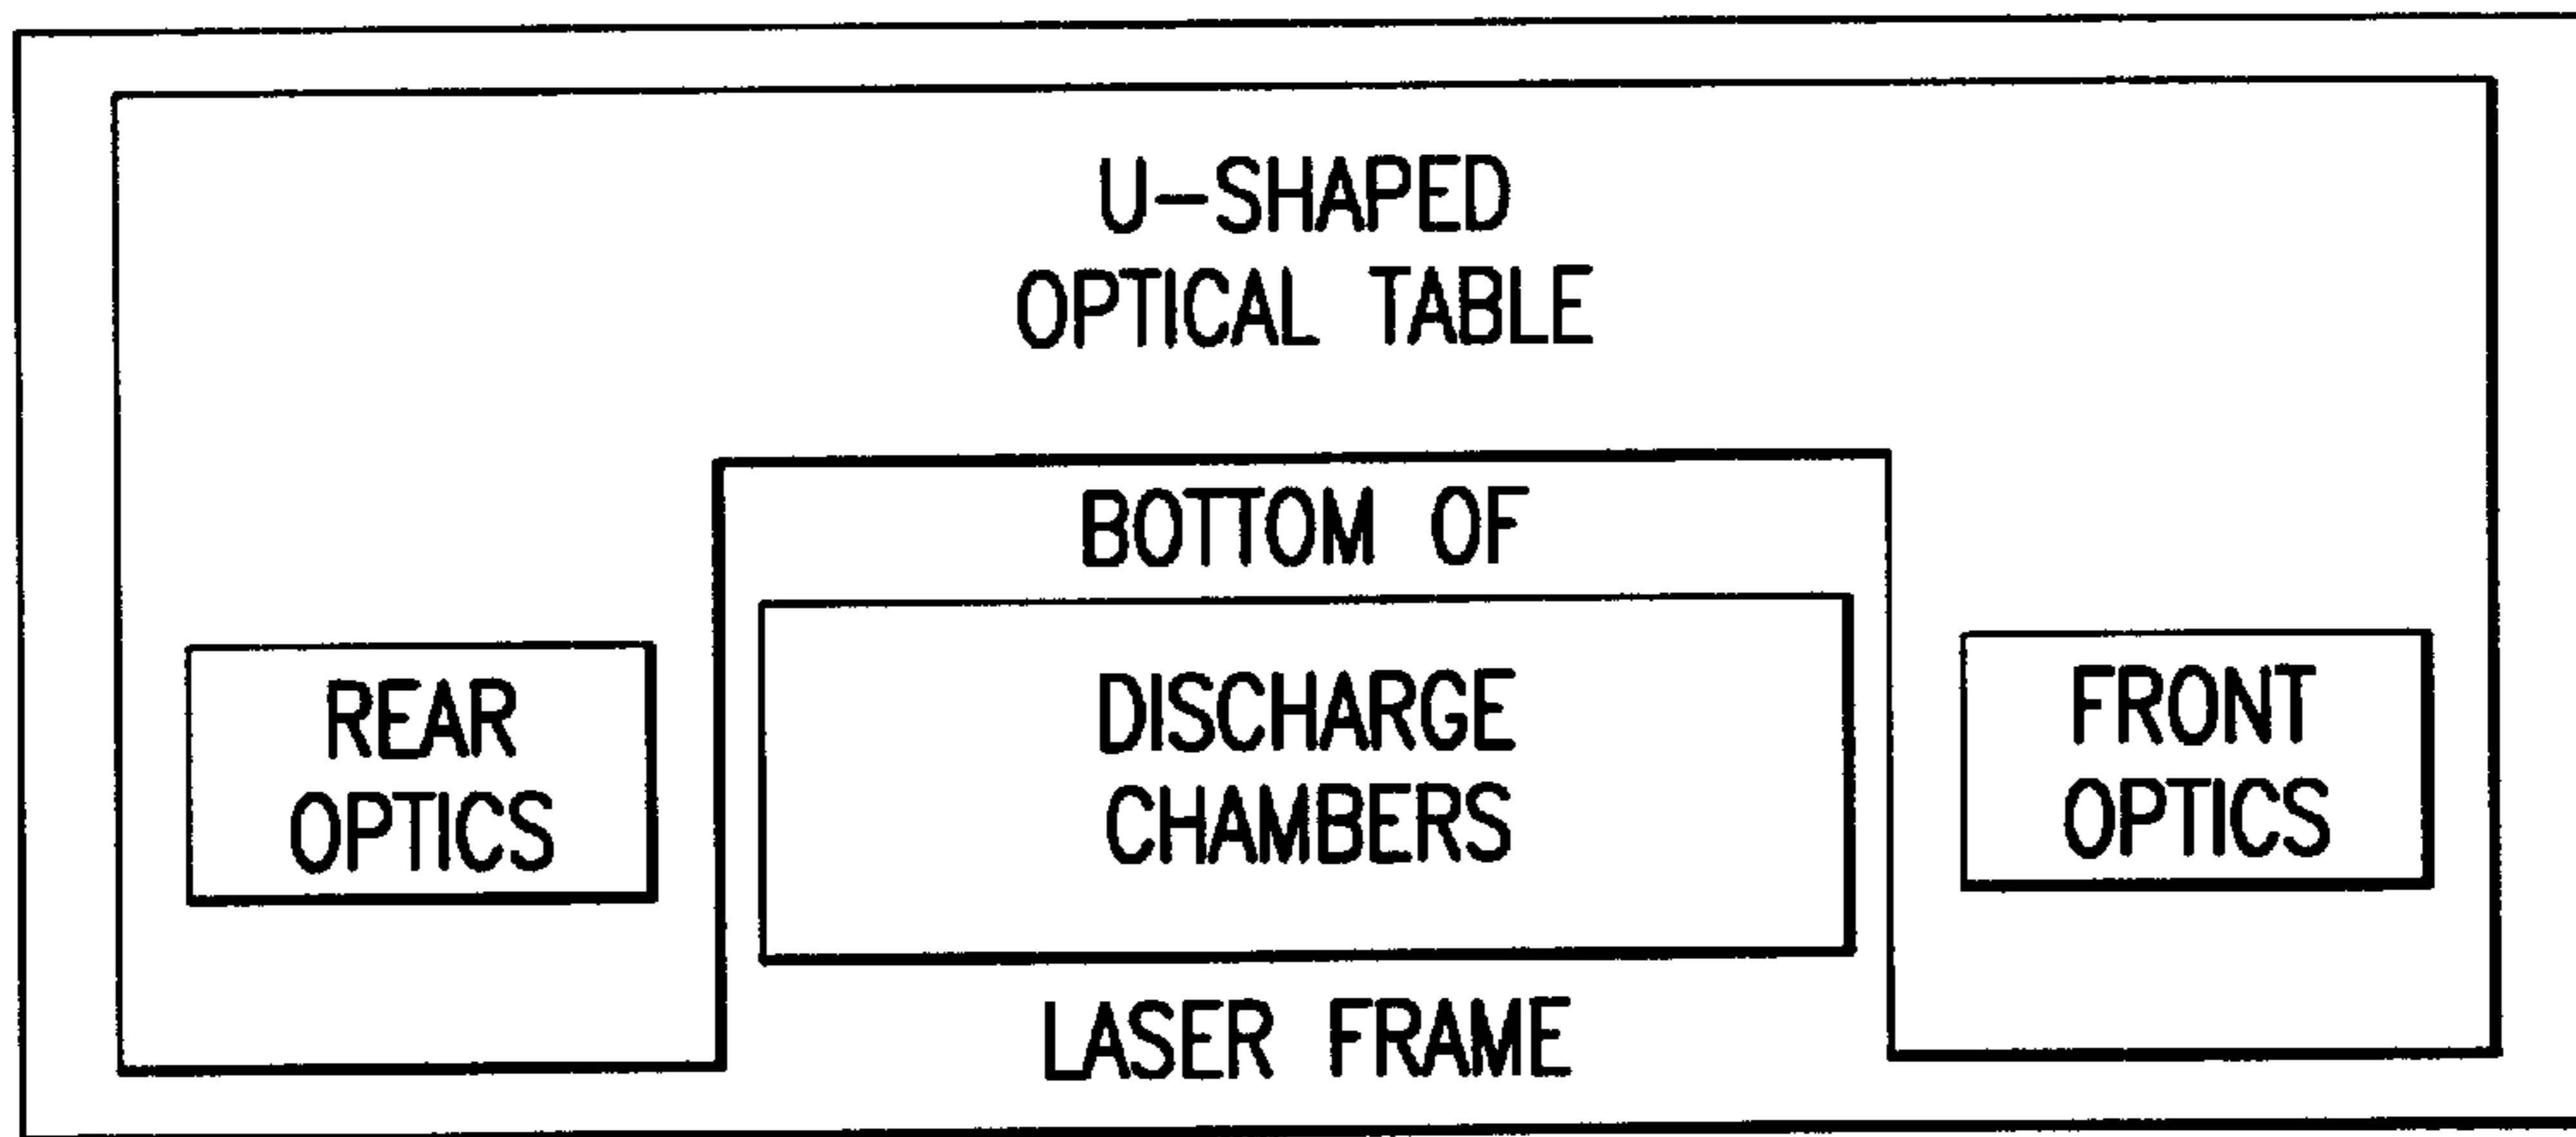 U-SHAPED
OPTICAL TABLE
BOTTOM OF
REAR
OPTICS
DISCHARGE
CHAMBERS
FRONT
OPTICS
LASER FRAME